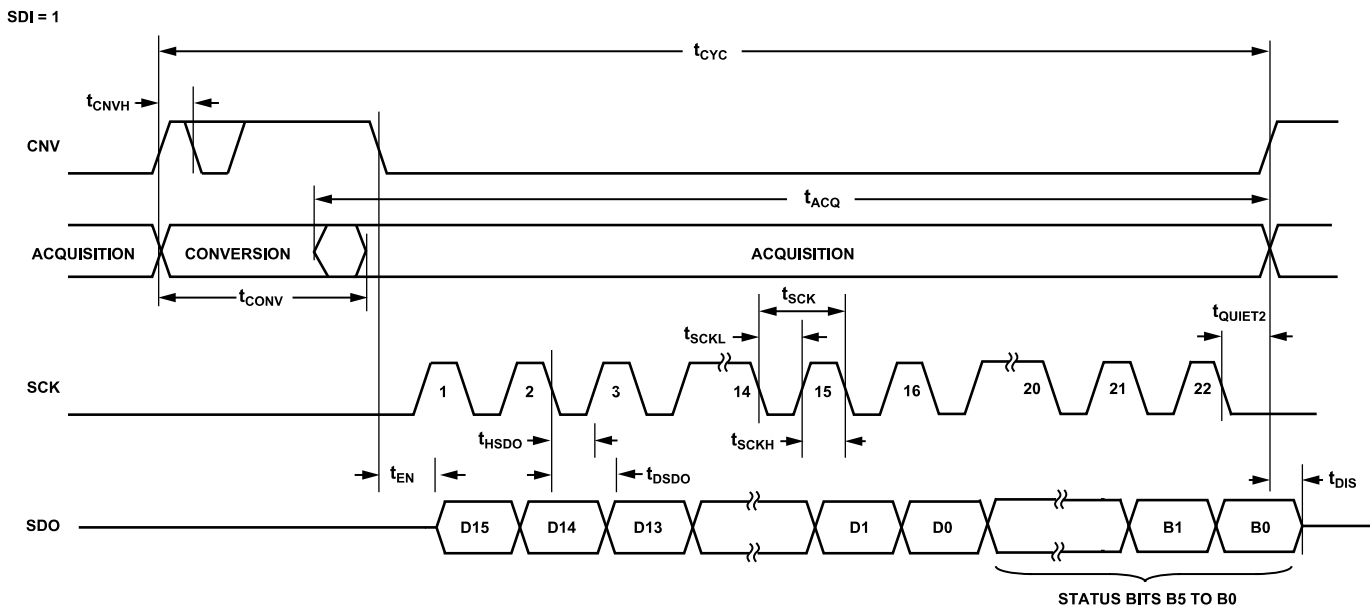 SDI = 1
tCYC
tCNVH
CNV
tACQ
ACQUISITION CONVERSION ACQUISITION
tCONV
tSCK
tQUIET2
tSCKL
SCK 1 2 3 14 15 16 20 21 22
tHSDO tSCKH
tEN tDSDO tDIS
SDO D15 D14 D13 D1 D0 B1 B0
STATUS BITS B5 TO B0